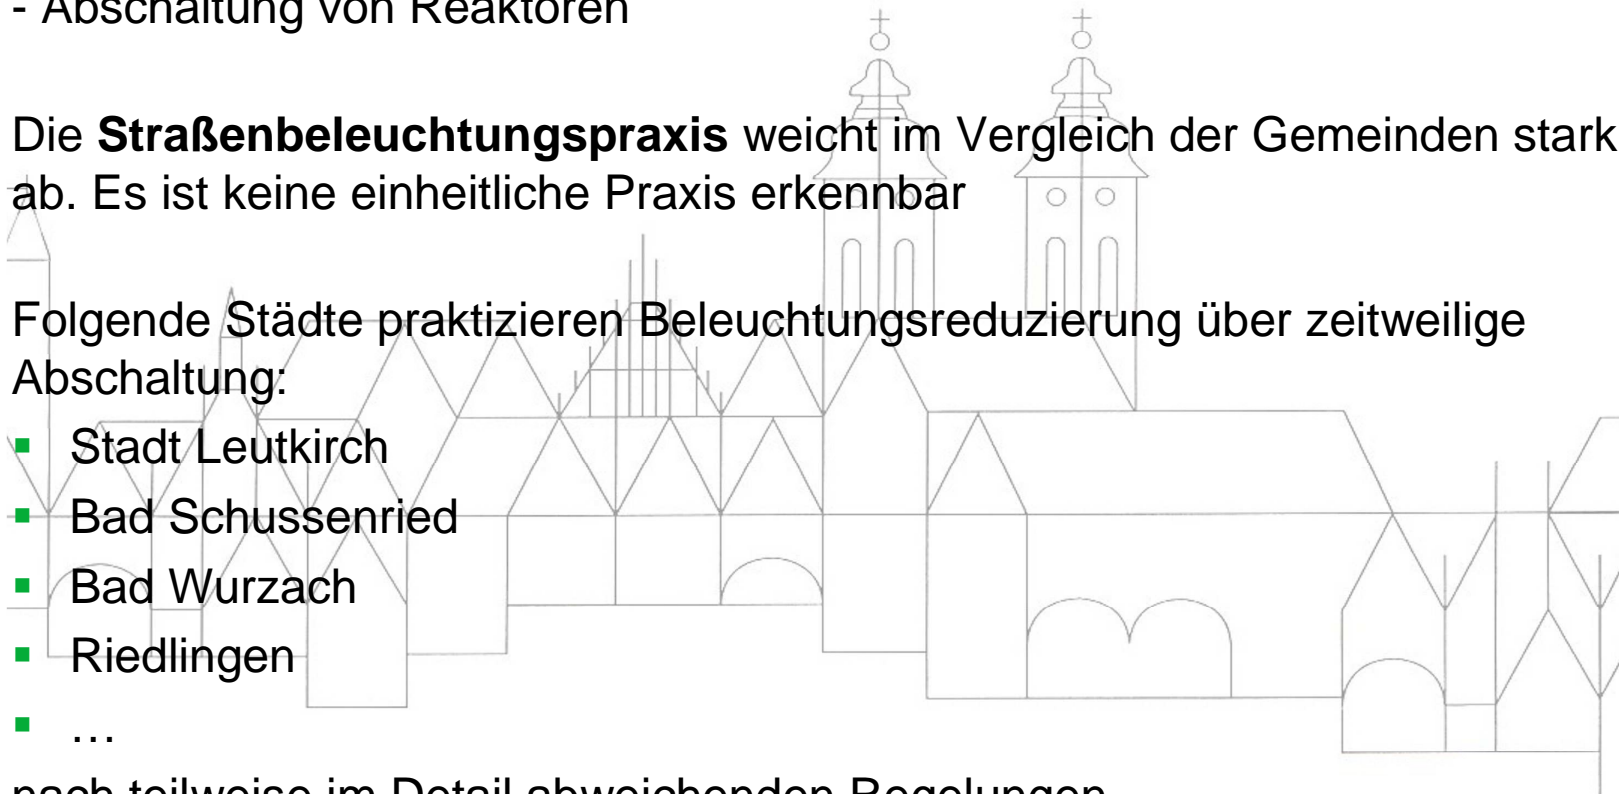 - Abschaltung von Reaktoren
Die Straßenbeleuchtungspraxis weicht im Vergleich der Gemeinden stark
ab. Es ist keine einheitliche Praxis erkennbar
Folgende Städte praktizieren Beleuchtungsreduzierung über zeitweilige
Abschaltung:
▪ Stadt Leutkirch
▪ Bad Schussenried
▪ Bad Wurzach
▪ Riedlingen
▪ …
nach teilweise im Detail abweichenden Regelungen